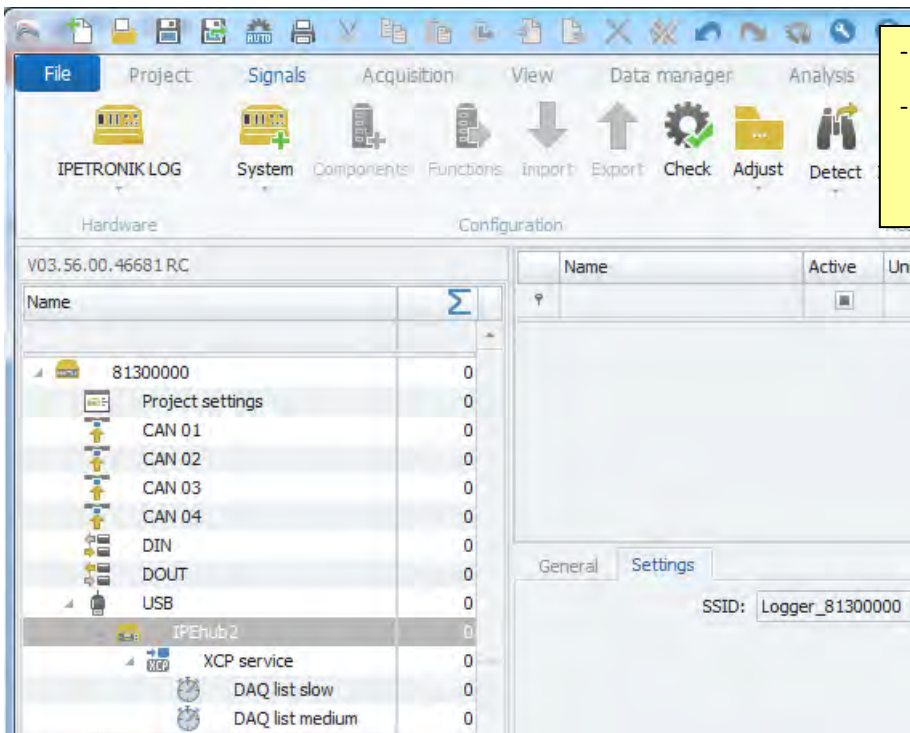 AUTO
File Project Signals Acquisition View Data manager Analysis
-
-
IPETRONIK LOG System Components Functions Import Export Check Adjust Detect
Hardware Configuration
V03.56.00.46681 RC
Name Σ
Name Active Un
81300000 0
Project settings 0
CAN 01 0
CAN 02 0
CAN 03 0
CAN 04 0
DIN 0
DOUT 0
USB 0
IPEhub2 0
XCP XCP service 0
DAQ list slow 0
DAQ list medium 0
General Settings
SSID: Logger_81300000